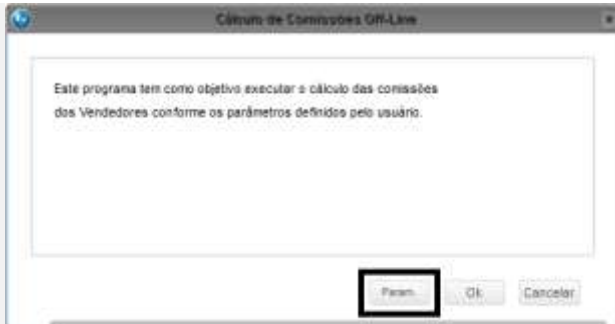 Cálculo de Comissões Off-Line
Este programa tem como objetivo executar o cálculo das comissões
dos Vendedores conforme os parâmetros definidos pelo usuário.
Param. Ok Cancelar